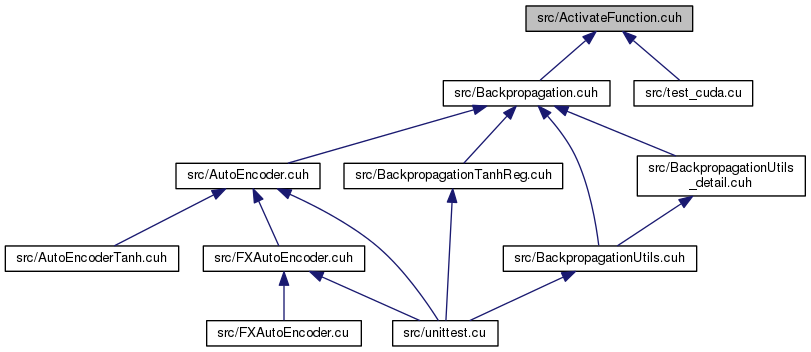 src/ActivateFunction.cuh
src/Backpropagation.cuh
src/test_cuda.cu
src/AutoEncoder.cuh
src/BackpropagationTanhReg.cuh
src/BackpropagationUtils
_detail.cuh
src/AutoEncoderTanh.cuh
src/FXAutoEncoder.cuh
src/BackpropagationUtils.cuh
src/FXAutoEncoder.cu
src/unittest.cu